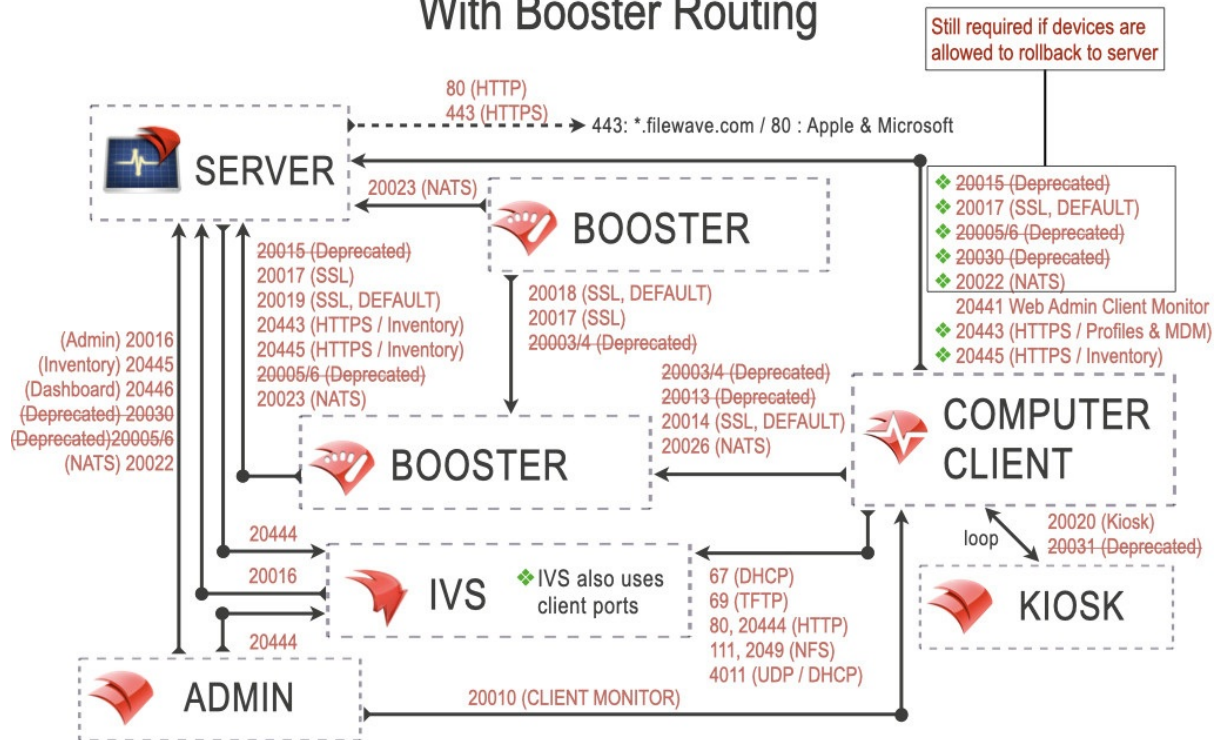 With Booster Routing
Still required if devices are
allowed to rollback to server
80 (HTTP)
443 (HTTPS)
443: *.filewave.com / 80 : Apple & Microsoft
SERVER
20023 (NATS)
BOOSTER
20015 (Deprecated)
20017 (SSL, DEFAULT)
20005/6 (Deprecated)
20030 (Deprecated)
20022 (NATS)
20441 Web Admin Client Monitor
20443 (HTTPS / Profiles & MDM)
20445 (HTTPS / Inventory)
20015 (Deprecated)
20017 (SSL)
20019 (SSL, DEFAULT)
20443 (HTTPS / Inventory)
20445 (HTTPS / Inventory)
20005/6 (Deprecated)
20023 (NATS)
20018 (SSL, DEFAULT)
20017 (SSL)
20003/4 (Deprecated)
(Admin) 20016
(Inventory) 20445
(Dashboard) 20446
(Deprecated) 20030
(Deprecated)20005/6
(NATS) 20022
20003/4 (Deprecated)
20013 (Deprecated)
20014 (SSL, DEFAULT)
20026 (NATS)
COMPUTER
CLIENT
BOOSTER
20444
20016
20444
IVS
IVS also uses
client ports
loop
20020 (Kiosk)
20031 (Deprecated)
67 (DHCP)
69 (TFTP)
80, 20444 (HTTP)
111, 2049 (NFS)
4011 (UDP / DHCP)
KIOSK
ADMIN
20010 (CLIENT MONITOR)